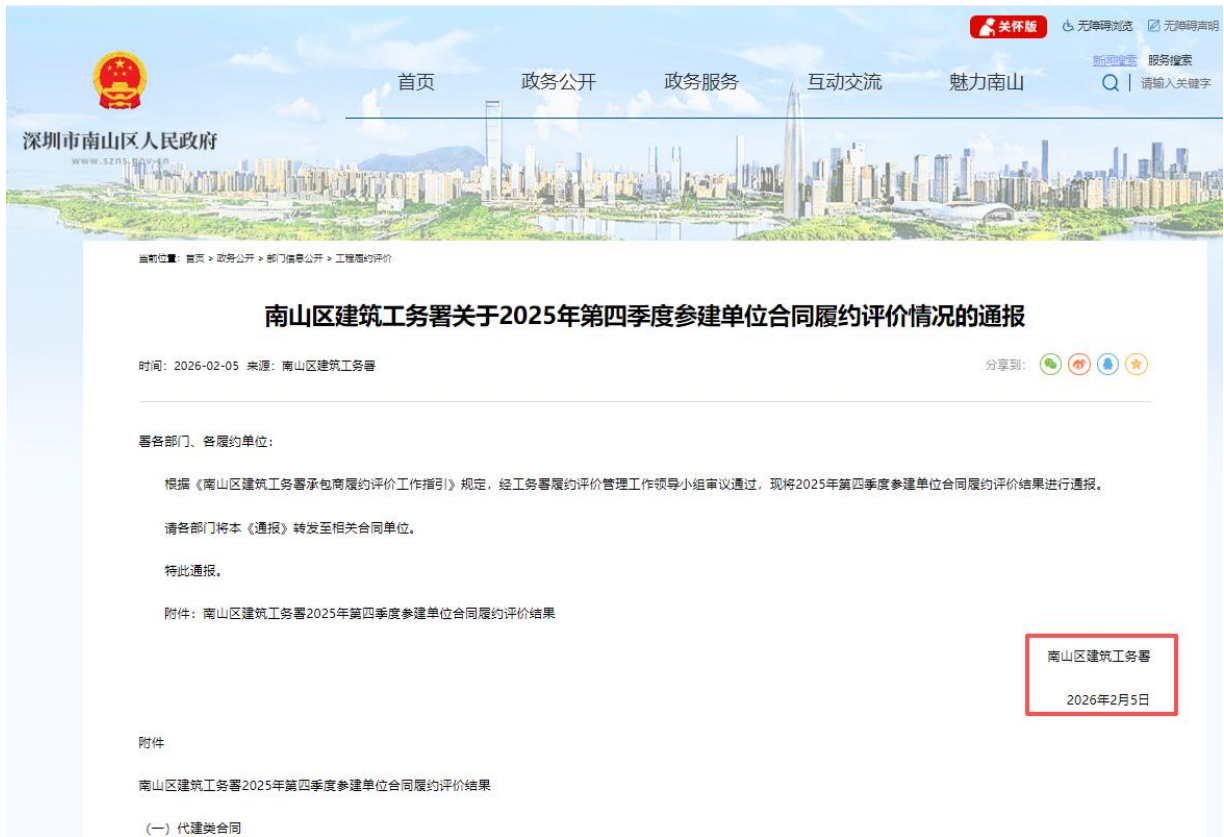 关怀版 无障碍浏览 无障碍声明
新闻搜索 服务搜索
首页 政务公开 政务服务 互动交流 魅力南山 请输入关键字
深圳市南山区人民政府
www.szns.gov.cn
当前位置：首页 > 政务公开 > 部门信息公开 > 工程履约评价
南山区建筑工务署关于2025年第四季度参建单位合同履约评价情况的通报
时间：2026-02-05 来源：南山区建筑工务署 分享到：
署各部门、各履约单位：
根据《南山区建筑工务署承包商履约评价工作指引》规定，经工务署履约评价管理工作领导小组审议通过，现将2025年第四季度参建单位合同履约评价结果进行通报。
请各部门将本《通报》转发至相关合同单位。
特此通报。
附件：南山区建筑工务署2025年第四季度参建单位合同履约评价结果
南山区建筑工务署
2026年2月5日
附件
南山区建筑工务署2025年第四季度参建单位合同履约评价结果
（一）代建类合同